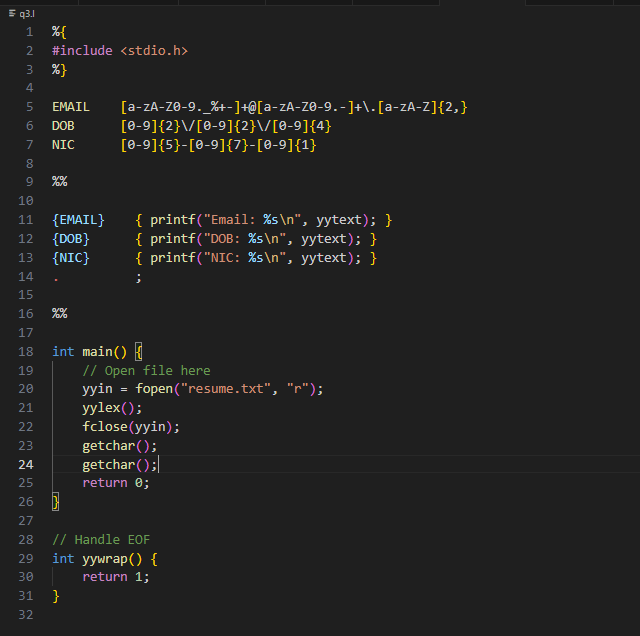 q3.l
1 %{
2 #include <stdio.h>
3 %}
4
5 EMAIL    [a-zA-Z0-9._%+-]+@[a-zA-Z0-9.-]+\.[a-zA-Z]{2,}
6 DOB      [0-9]{2}\/[0-9]{2}\/[0-9]{4}
7 NIC      [0-9]{5}-[0-9]{7}-[0-9]{1}
8
9 %%
10
11 {EMAIL}    { printf("Email: %s\n", yytext); }
12 {DOB}      { printf("DOB: %s\n", yytext); }
13 {NIC}      { printf("NIC: %s\n", yytext); }
14 .          ;
15
16 %%
17
18 int main() {
19     // Open file here
20     yyin = fopen("resume.txt", "r");
21     yylex();
22     fclose(yyin);
23     getchar();
24     getchar();
25     return 0;
26 }
27
28 // Handle EOF
29 int yywrap() {
30     return 1;
31 }
32